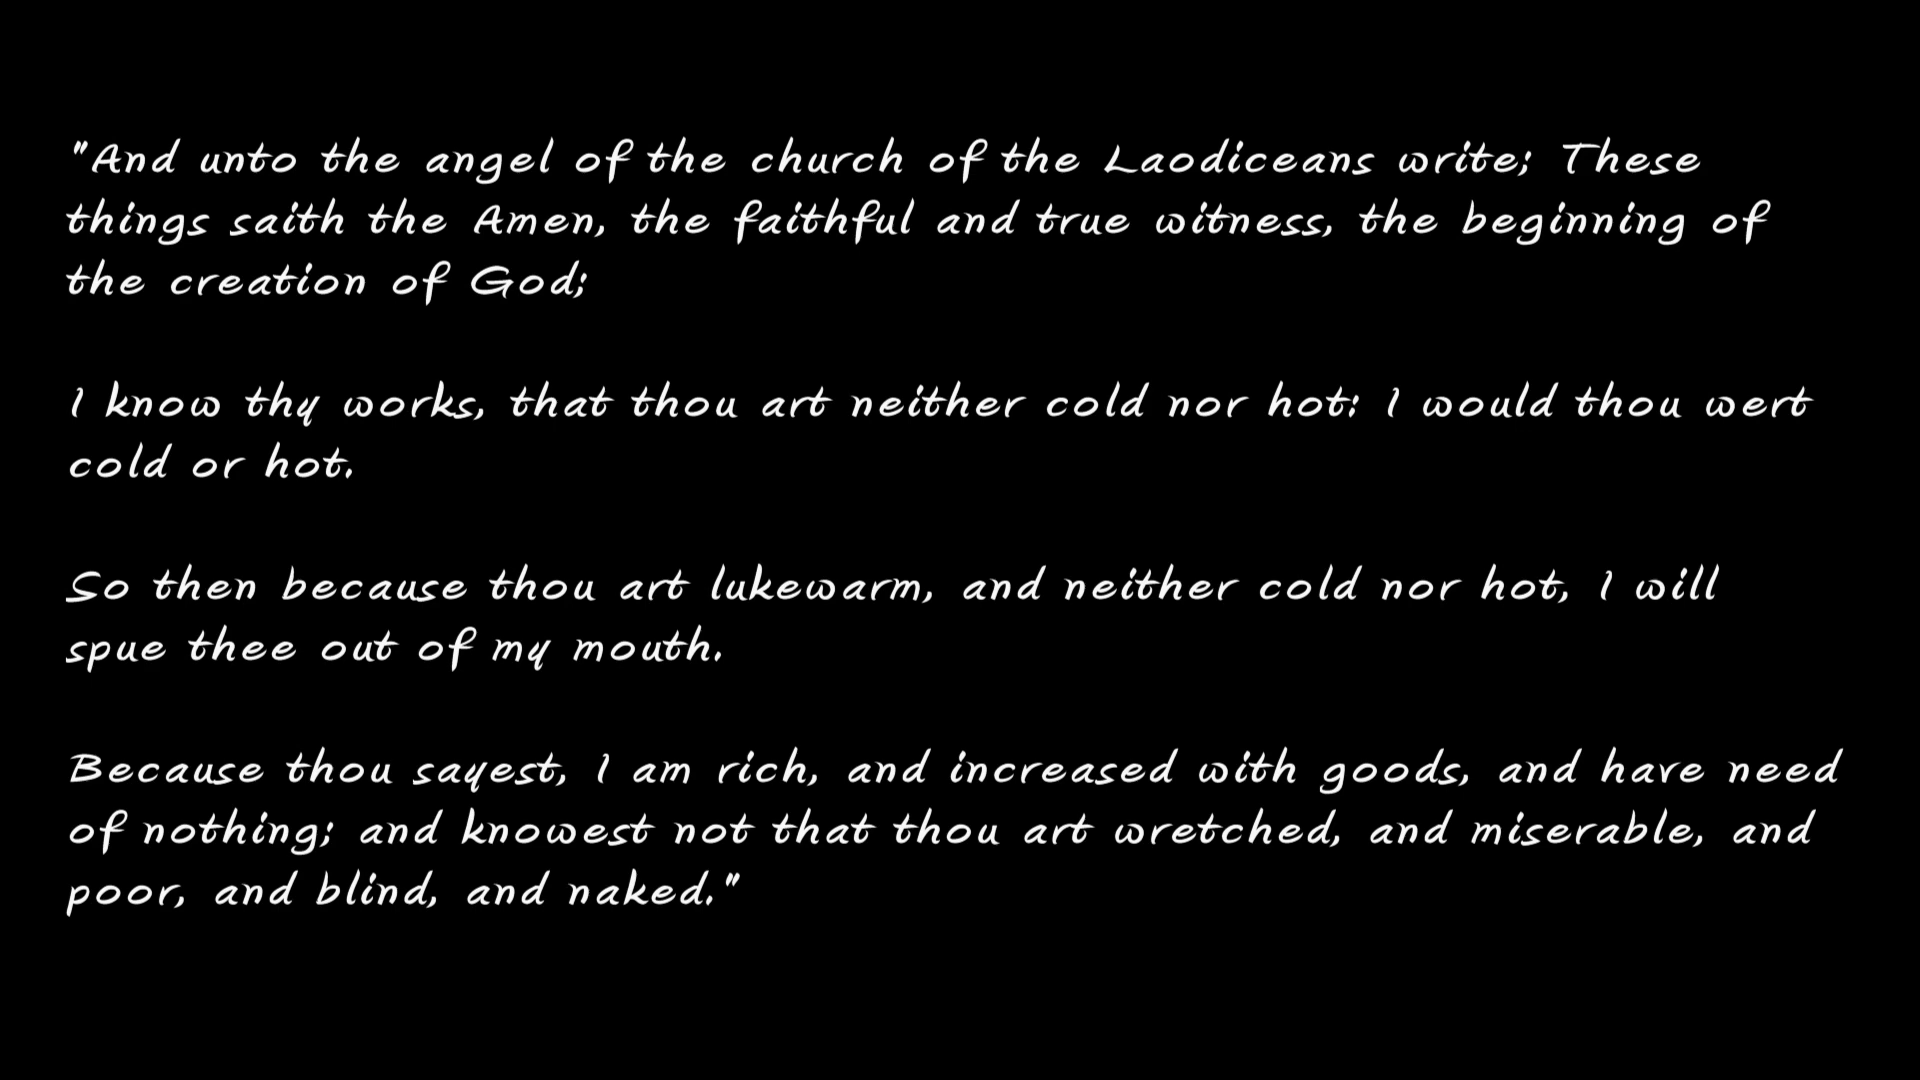 "And unto the angel of the church of the Laodiceans write; These
things saith the Amen, the faithful and true witness, the beginning of
the creation of God;
I know thy works, that thou art neither cold nor hot: I would thou wert
cold or hot.
So then because thou art lukewarm, and neither cold nor hot, I will
spue thee out of my mouth.
Because thou sayest, I am rich, and increased with goods, and have need
of nothing; and knowest not that thou art wretched, and miserable, and
poor, and blind, and naked."